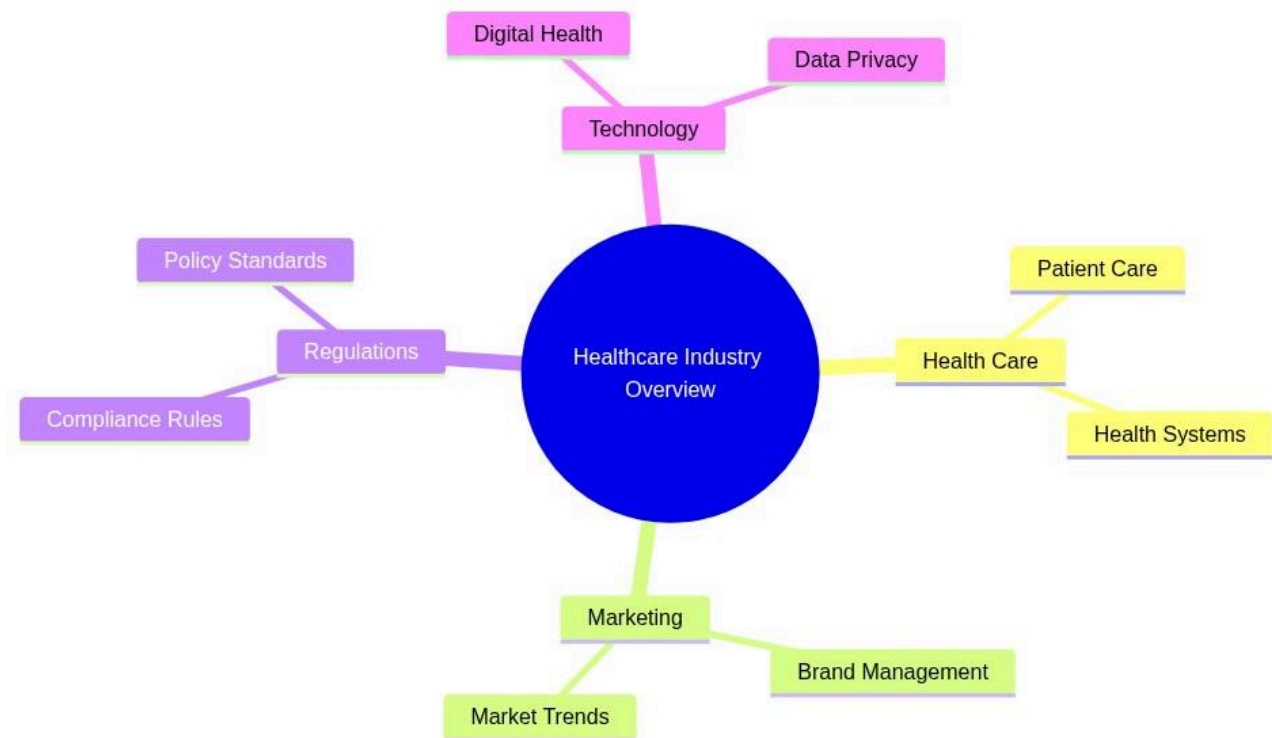 Digital Health
Data Privacy
Technology
Policy Standards
Patient Care
Regulations
Healthcare Industry
Overview
Health Care
Compliance Rules
Health Systems
Marketing
Brand Management
Market Trends